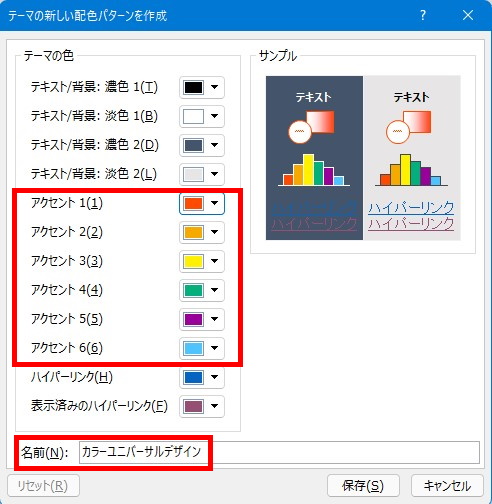 テーマの新しい配色パターンを作成
テーマの色
テキスト/背景: 濃色 1(T)
テキスト/背景: 淡色 1(B)
テキスト/背景: 濃色 2(D)
テキスト/背景: 淡色 2(L)
アクセント 1(1)
アクセント 2(2)
アクセント 3(3)
アクセント 4(4)
アクセント 5(5)
アクセント 6(6)
ハイパーリンク(H)
表示済みのハイパーリンク(F)
サンプル
テキスト テキスト
ハイパーリンク ハイパーリンク
ハイパーリンク ハイパーリンク
名前(N): カラーユニバーサルデザイン
リセット(R) 保存(S) キャンセル